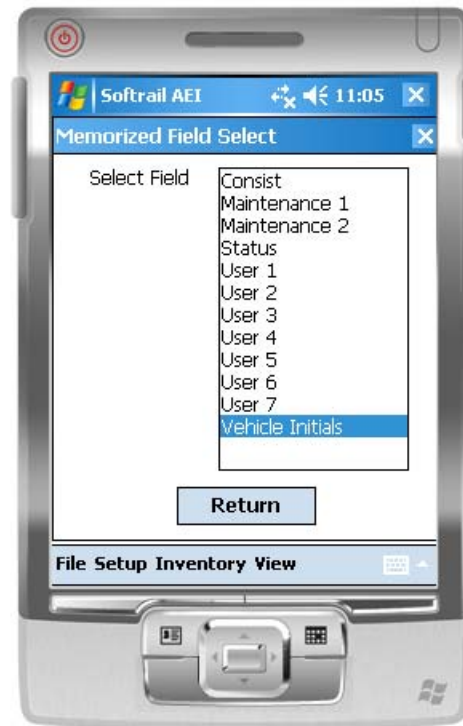 Softrail AEI 11:05
Memorized Field Select
Select Field
Consist
Maintenance 1
Maintenance 2
Status
User 1
User 2
User 3
User 4
User 5
User 6
User 7
Vehicle Initials
Return
File Setup Inventory View